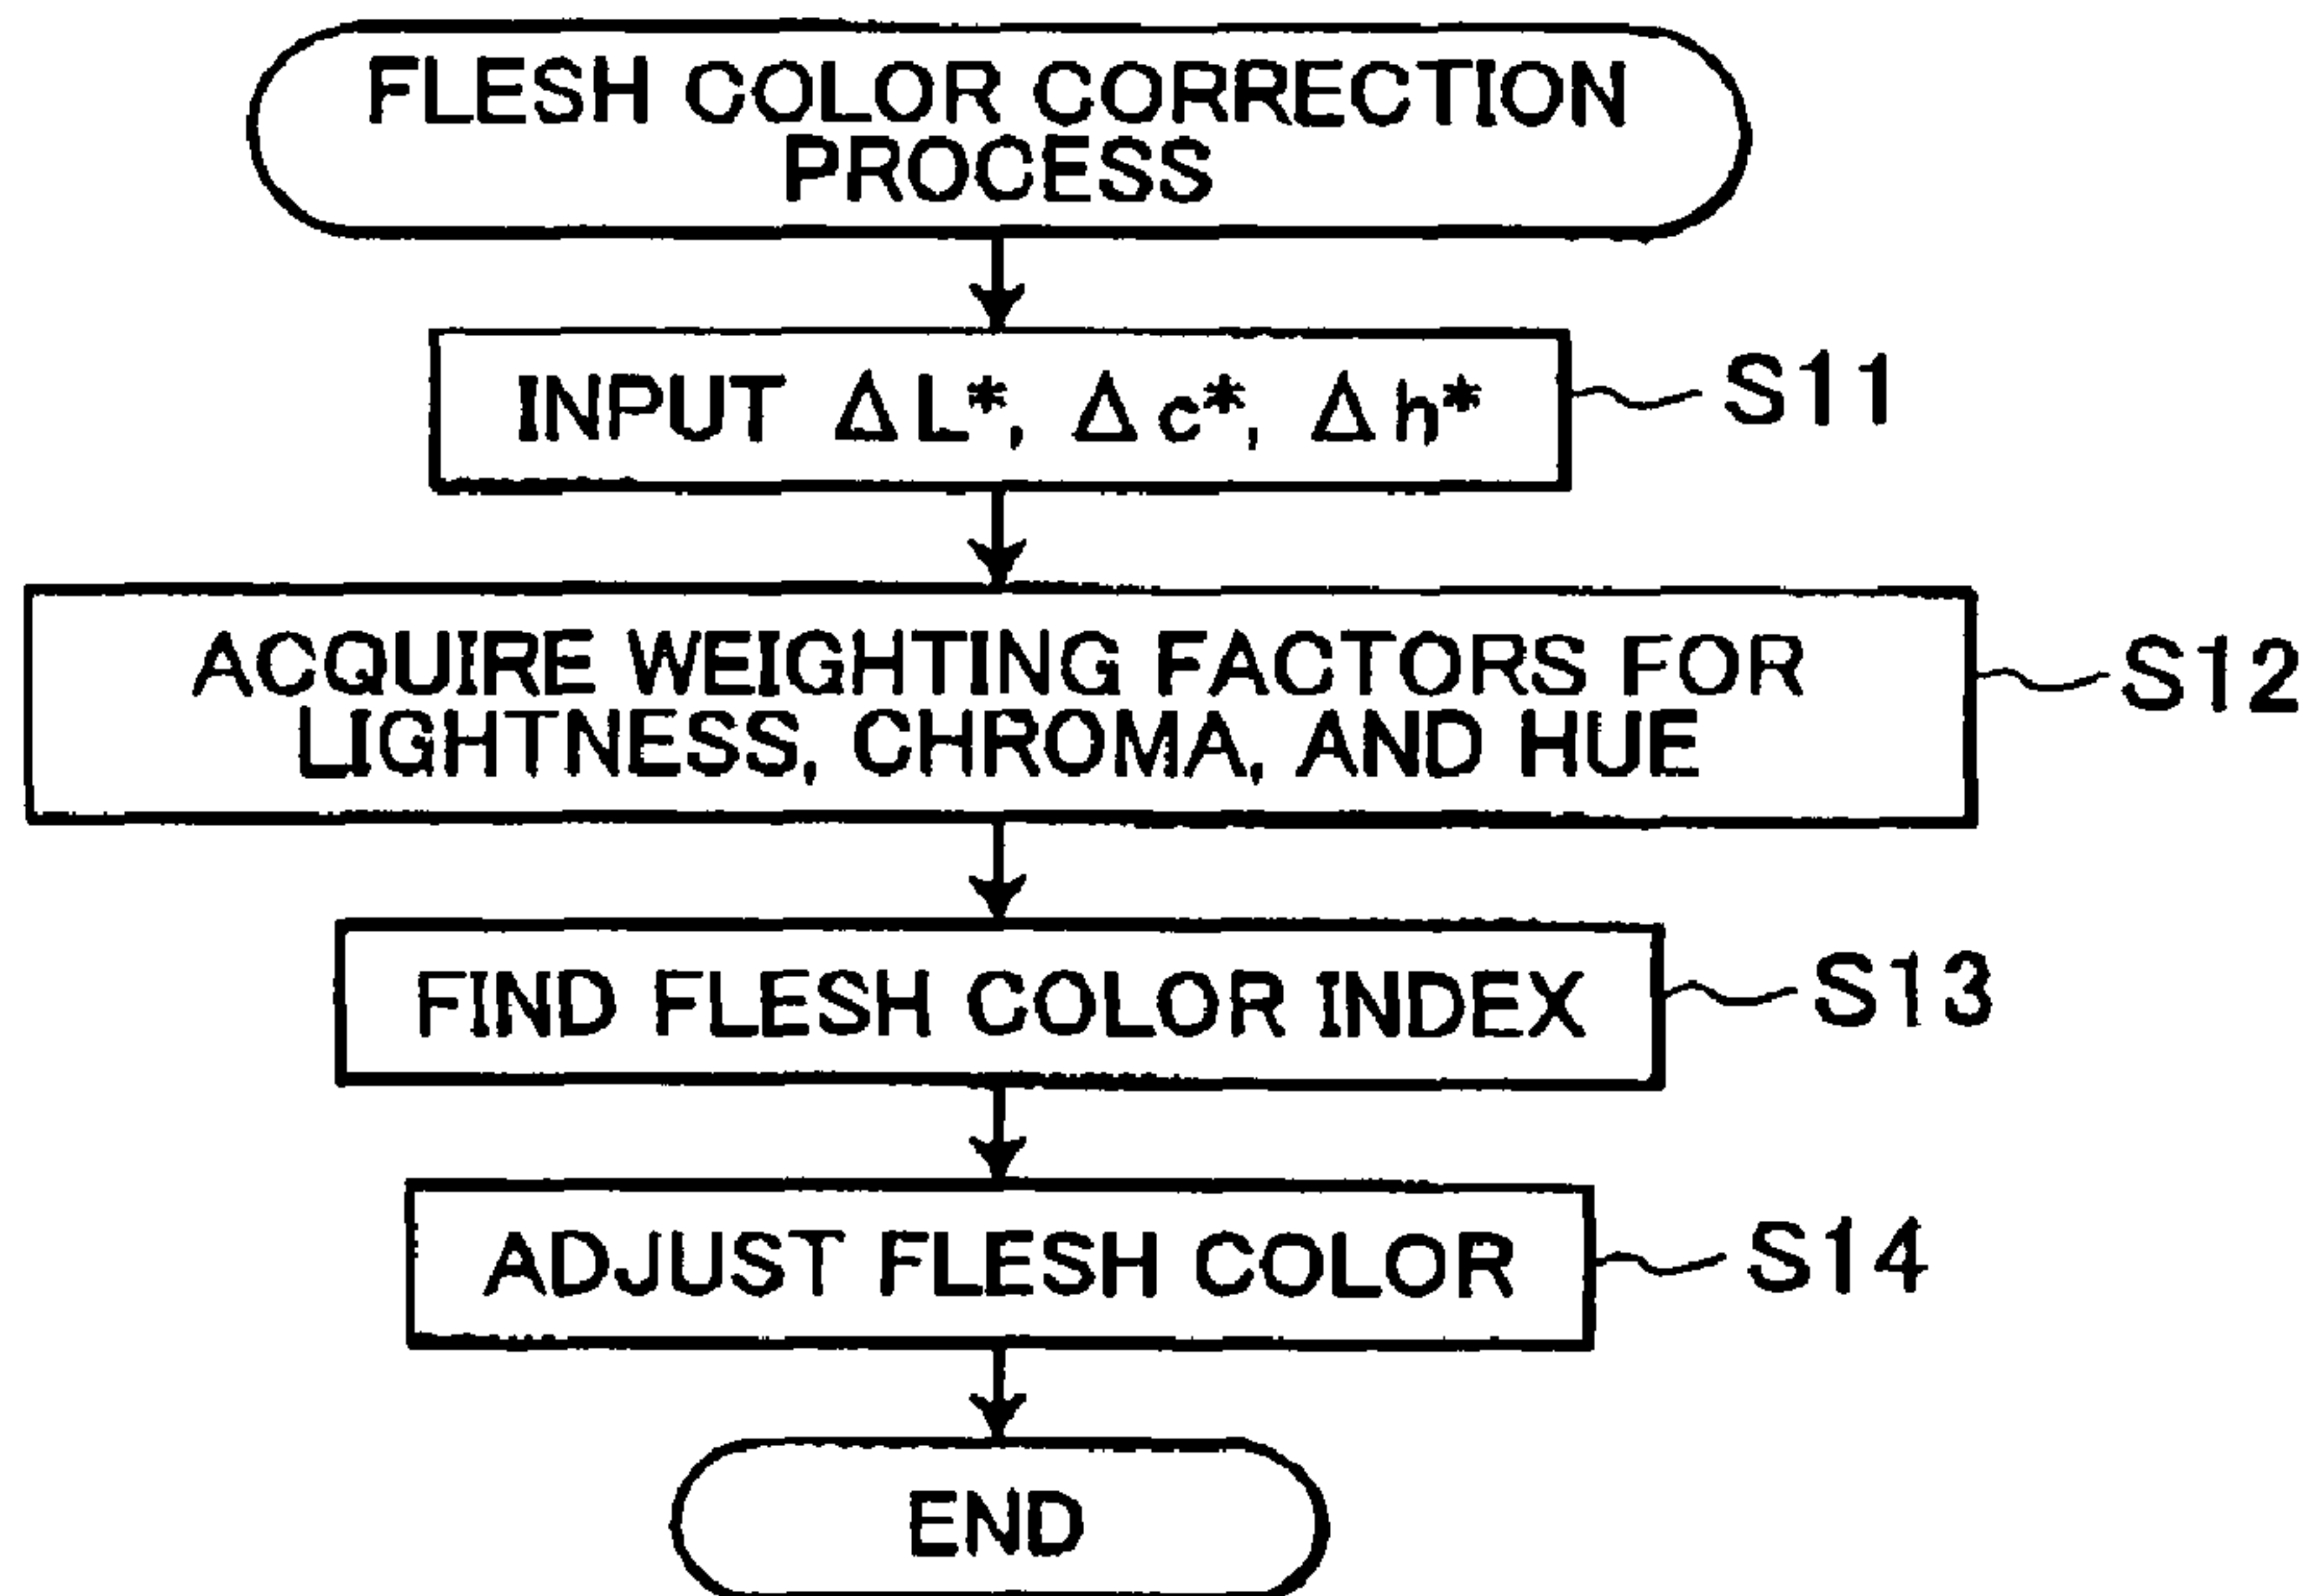 FLESH COLOR CORRECTION
PROCESS
INPUT ΔL*, Δc*, Δh*
S11
ACQUIRE WEIGHTING FACTORS FOR
LIGHTNESS, CHROMA, AND HUE
S12
FIND FLESH COLOR INDEX
S13
ADJUST FLESH COLOR
S14
END